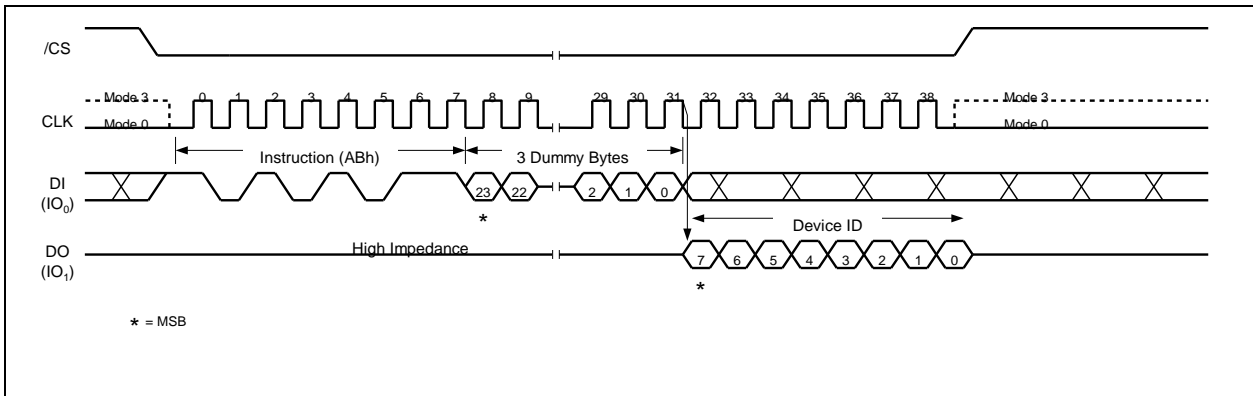 /CS
Mode 3 0 1 2 3 4 5 6 7 8 9 29 30 31 32 33 34 35 36 37 38 Mode 3
CLK Mode 0 Mode 0
Instruction (ABh) 3 Dummy Bytes
DI
(IO0)
23 22 2 1 0
*
Device ID
High Impedance
DO
(IO1)
7 6 5 4 3 2 1 0
*
* = MSB